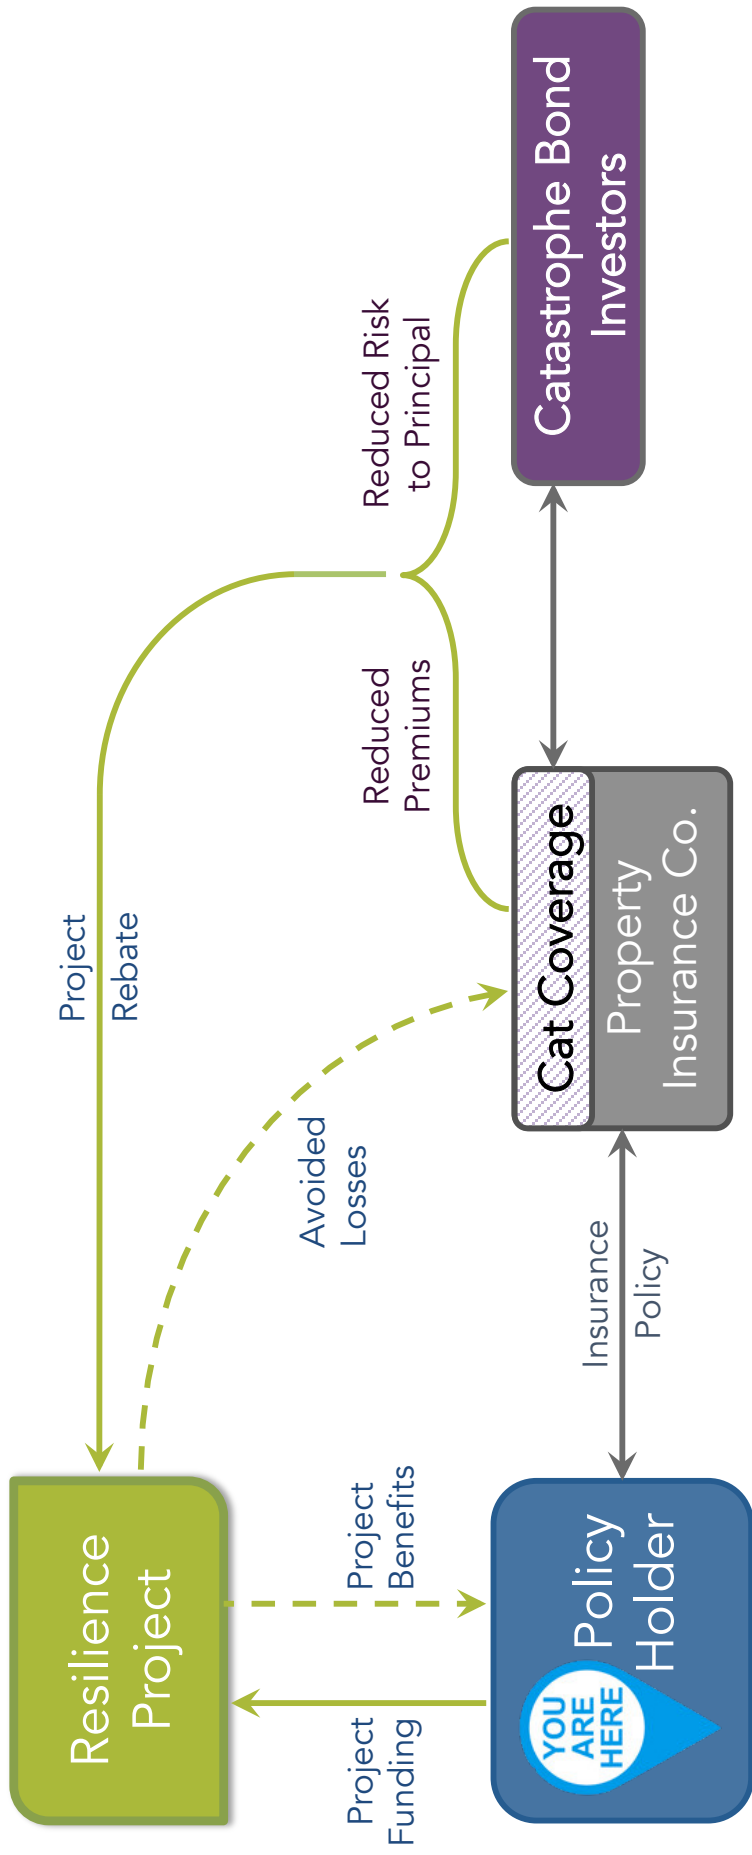 Resilience
Project
Project
Rebate
Avoided
Losses
Reduced
Premiums
Reduced Risk
to Principal
Project
Funding
Project
Benefits
YOU
ARE
HERE
Policy
Holder
Insurance
Policy
Cat Coverage
Property
Insurance Co.
Catastrophe Bond
Investors